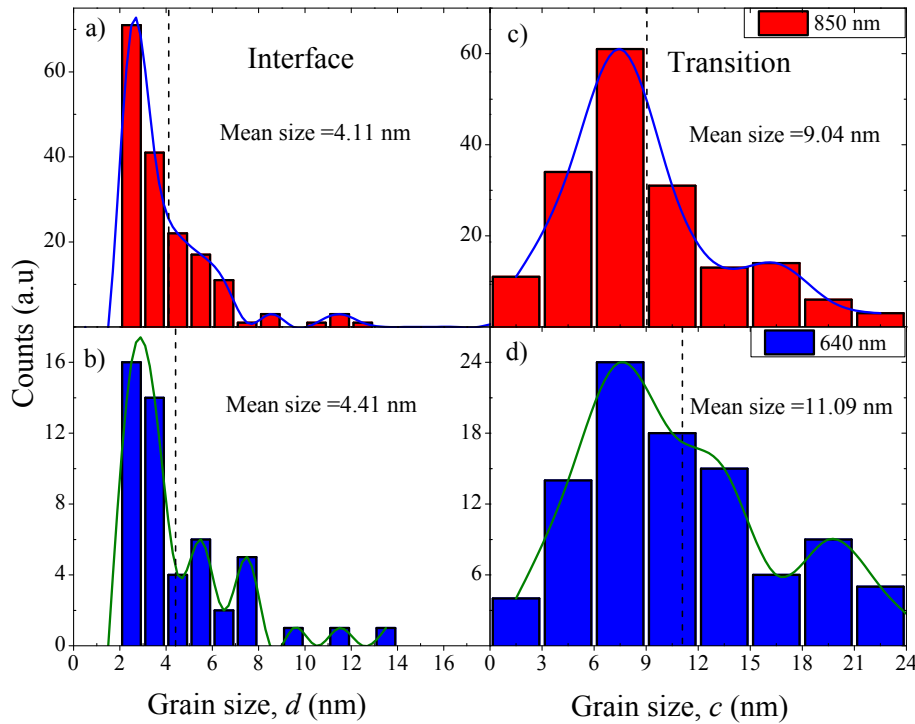 a)
Interface
Mean size =4.11 nm
60
40
20
c)
850 nm
Transition
Mean size =9.04 nm
60
40
20
Counts (a.u)
b)
Mean size =4.41 nm
16
12
8
4
0
d)
640 nm
Mean size =11.09 nm
24
18
12
6
0 2 4 6 8 10 12 14 16
0 3 6 9 12 15 18 21 24
Grain size, d (nm)
Grain size, c (nm)